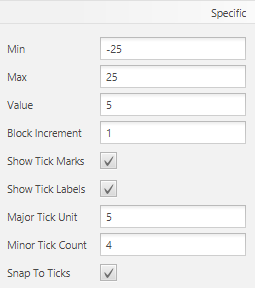 Specific
Min -25
Max 25
Value 5
Block Increment 1
Show Tick Marks
Show Tick Labels
Major Tick Unit 5
Minor Tick Count 4
Snap To Ticks